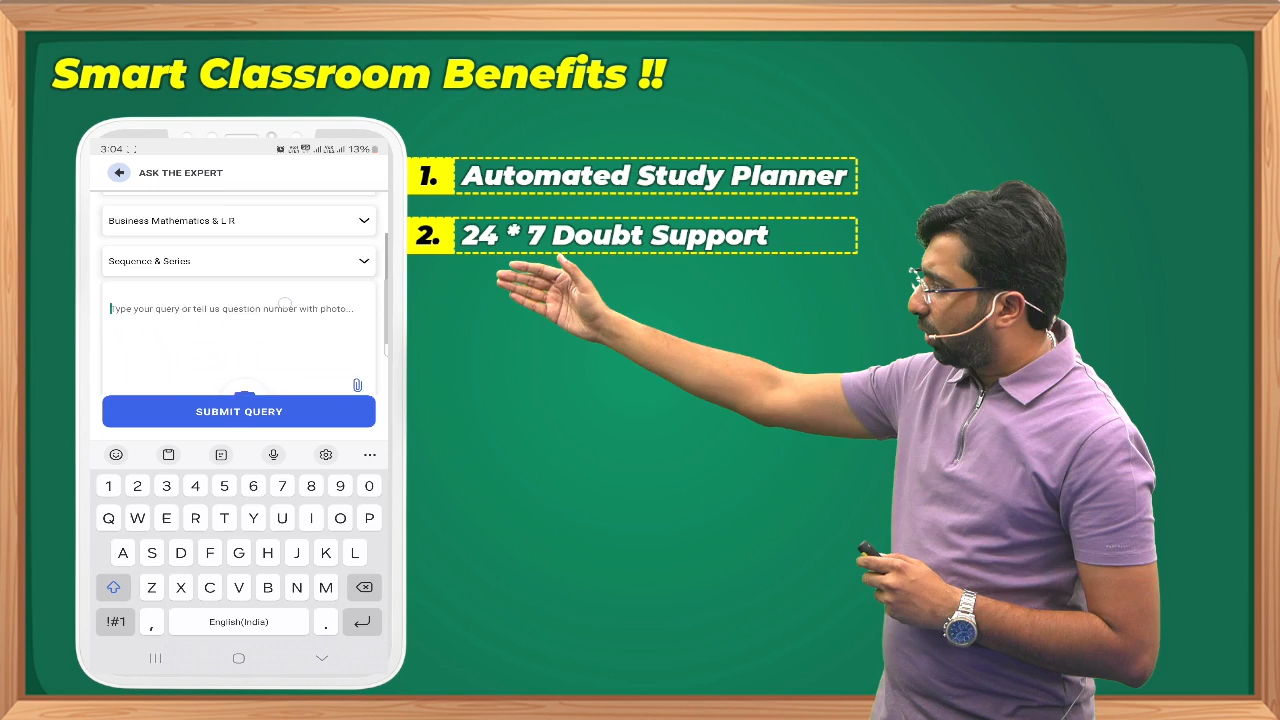 Smart Classroom Benefits !!
3:04
13%
ASK THE EXPERT
Business Mathematics & L R
Sequence & Series
Type your query or tell us question number with photo...
SUBMIT QUERY
1 2 3 4 5 6 7 8 9 0
Q W E R T Y U I O P
A S D F G H J K L
Z X C V B N M
!#1 , English(India) .
1. Automated Study Planner
2. 24 * 7 Doubt Support